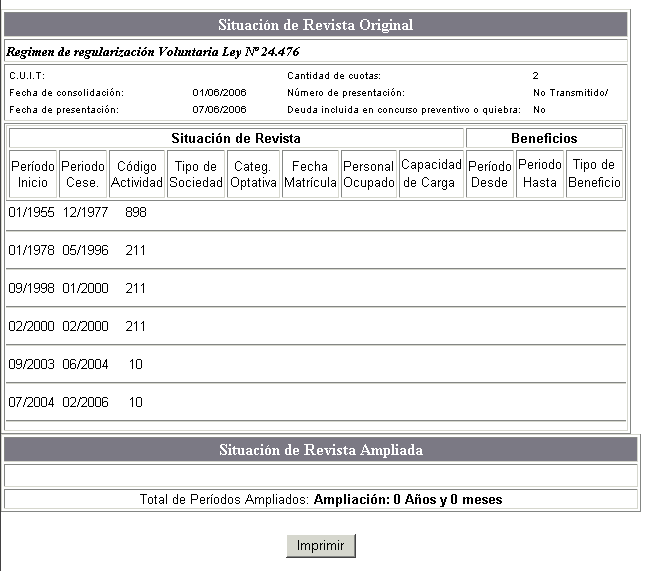 Situación de Revista Original
Regimen de regularización Voluntaria Ley Nº 24.476
C.U.I.T: Cantidad de cuotas: 2
Fecha de consolidación: 01/06/2006 Número de presentación: No Transmitido/
Fecha de presentación: 07/06/2006 Deuda incluida en concurso preventivo o quiebra: No
Situación de Revista Beneficios
Período Periodo Código Tipo de Categ. Fecha Personal Capacidad Período Periodo Tipo de
Inicio Cese. Actividad Sociedad Optativa Matrícula Ocupado de Carga Desde Hasta Beneficio
01/1955 12/1977 898
01/1978 05/1996 211
09/1998 01/2000 211
02/2000 02/2000 211
09/2003 06/2004 10
07/2004 02/2006 10
Situación de Revista Ampliada
Total de Períodos Ampliados: Ampliación: 0 Años y 0 meses
Imprimir